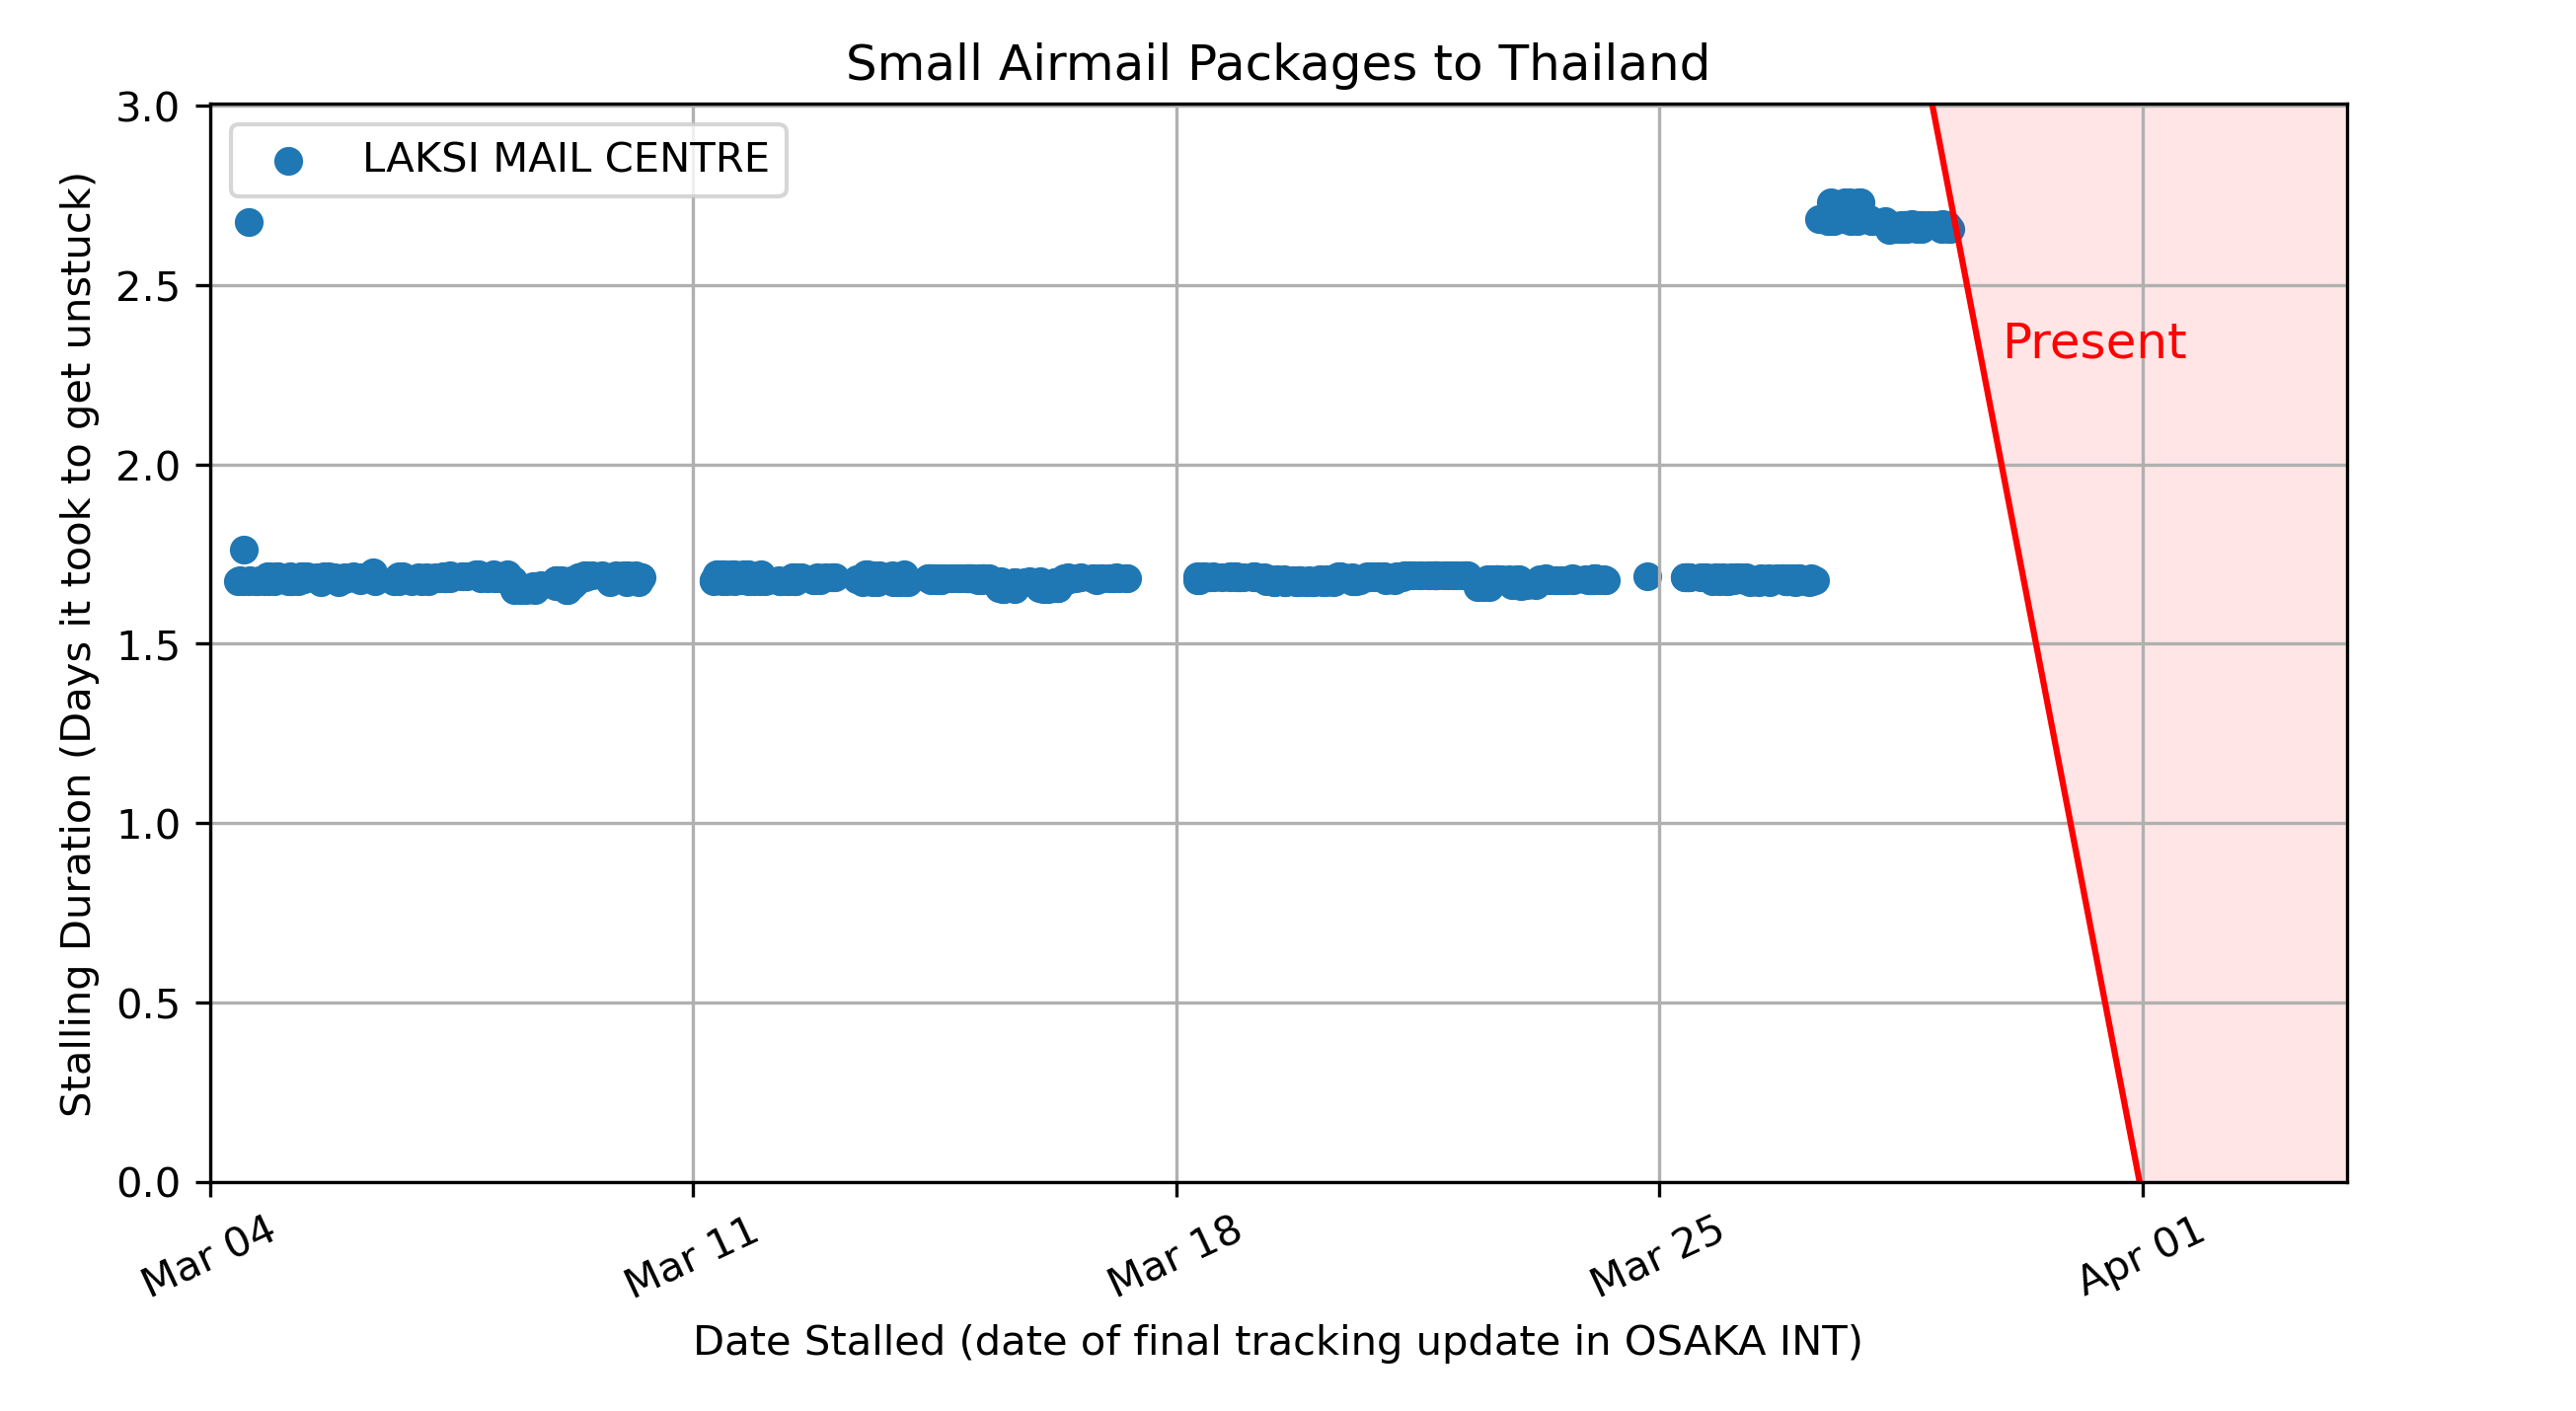 Small Airmail Packages to Thailand
3.0
2.5
2.0
1.5
1.0
0.5
0.0
Stalling Duration (Days it took to get unstuck)
LAKSI MAIL CENTRE
Present
Mar 04
Mar 11
Mar 18
Mar 25
Apr 01
Date Stalled (date of final tracking update in OSAKA INT)